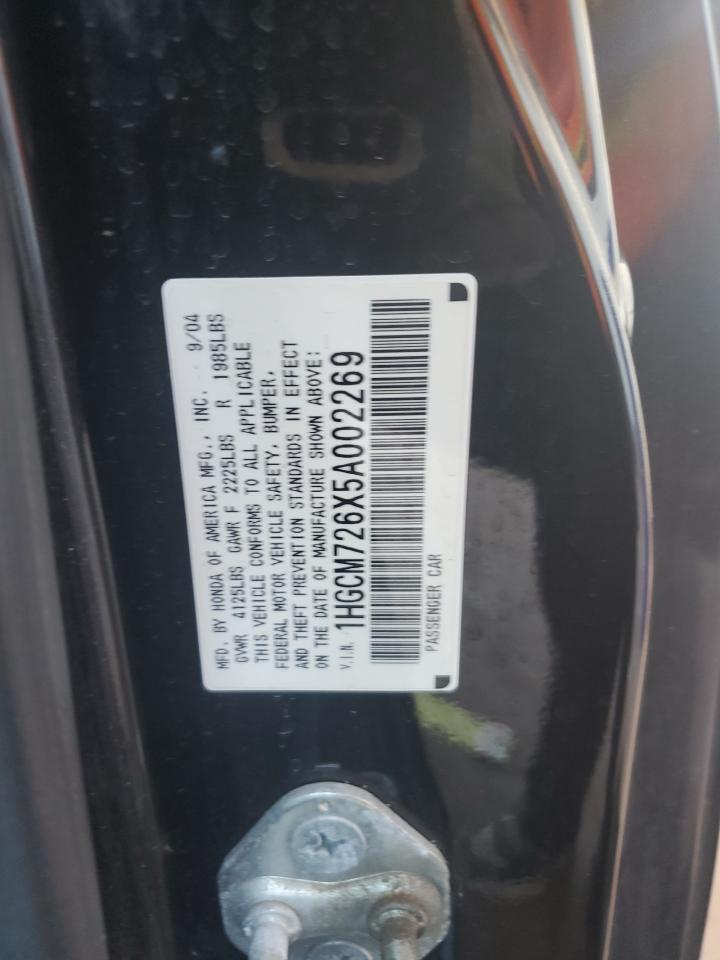 MFD. BY HONDA OF AMERICA MFG., INC. 9/04
GVWR 4125LBS GAWR F 2225LBS R 1985LBS
THIS VEHICLE CONFORMS TO ALL APPLICABLE
FEDERAL MOTOR VEHICLE SAFETY, BUMPER,
AND THEFT PREVENTION STANDARDS IN EFFECT
ON THE DATE OF MANUFACTURE SHOWN ABOVE:
V.I.N. 1HGCM726X5A002269
PASSENGER CAR